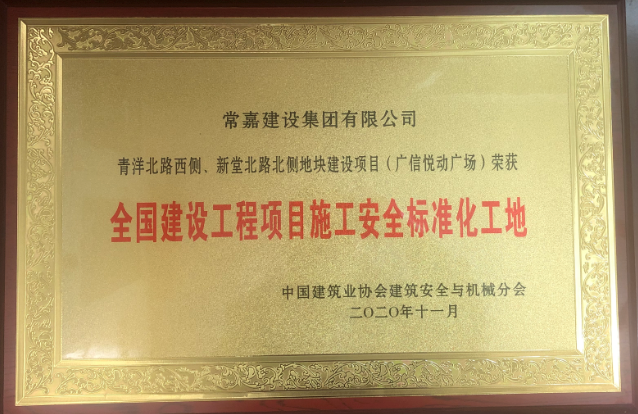 常嘉建设集团有限公司
青洋北路西侧、新堂北路北侧地块建设项目（广信悦动广场）荣获
全国建设工程项目施工安全标准化工地
中国建筑业协会建筑安全与机械分会
二〇二〇年十一月